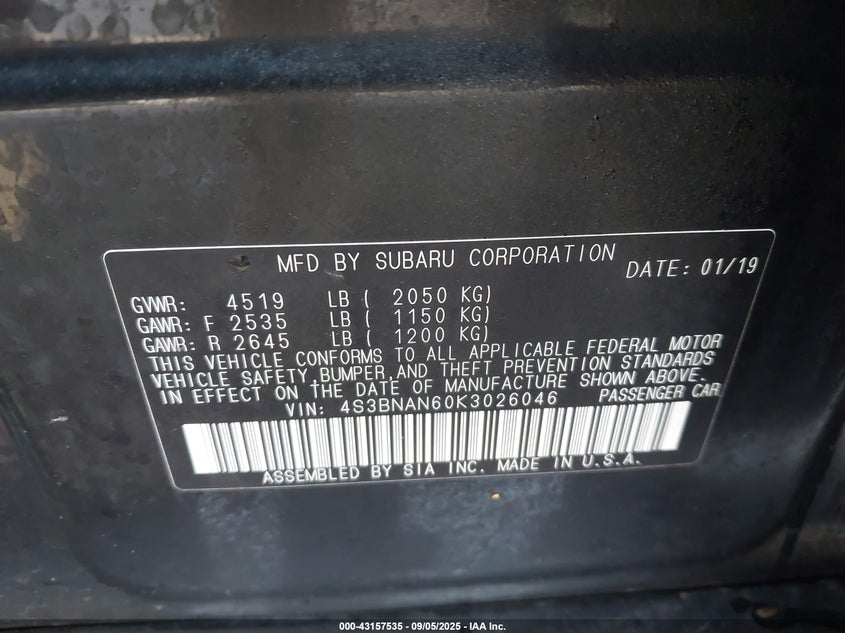 MFD BY SUBARU CORPORATION
DATE: 01/19
GVWR: 4519 LB ( 2050 KG)
GAWR: F 2535 LB ( 1150 KG)
GAWR: R 2645 LB ( 1200 KG)
THIS VEHICLE CONFORMS TO ALL APPLICABLE FEDERAL MOTOR
VEHICLE SAFETY,BUMPER,AND THEFT PREVENTION STANDARDS
IN EFFECT ON THE DATE OF MANUFACTURE SHOWN ABOVE.
VIN: 4S3BNAN60K3026046 PASSENGER CAR
ASSEMBLED BY SIA INC. MADE IN U.S.A.
000-43157535 - 09/05/2025 - IAA Inc.